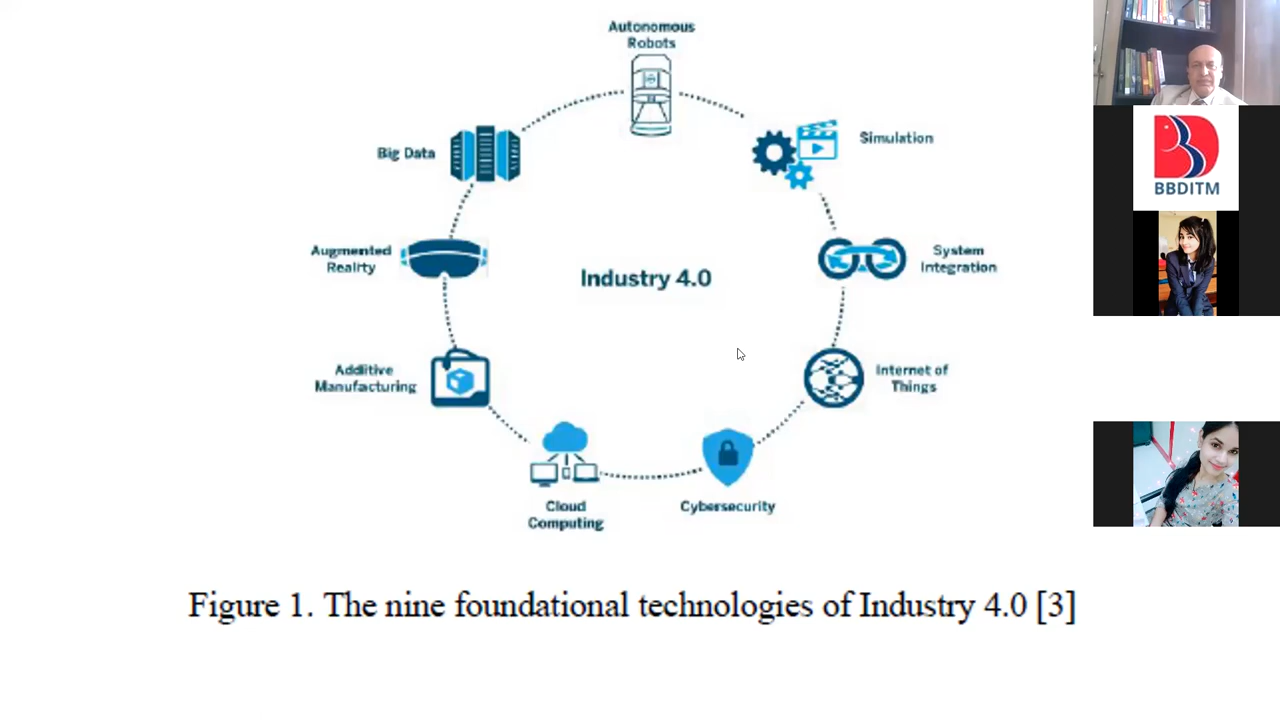 Autonomous
Robots
Simulation
System
Integration
Internet of
Things
Cybersecurity
Cloud
Computing
Additive
Manufacturing
Augmented
Reality
Big Data
Industry 4.0
Figure 1. The nine foundational technologies of Industry 4.0 [3]
BBDITM